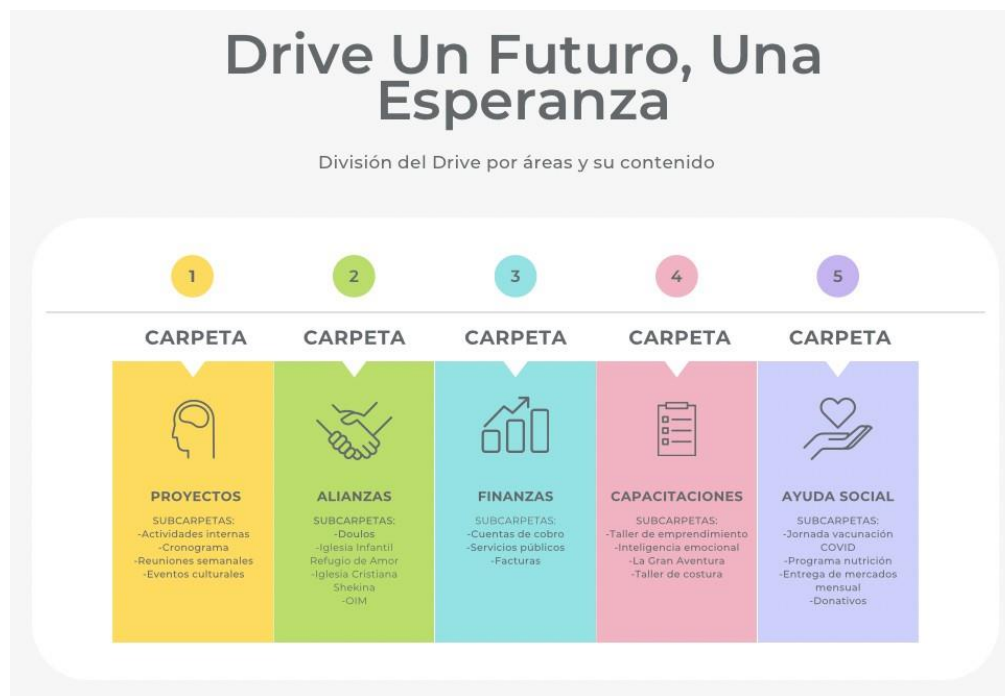 Drive Un Futuro, Una
Esperanza
División del Drive por áreas y su contenido
1
CARPETA
PROYECTOS
SUBCARPETAS:
-Actividades internas
-Cronograma
-Reuniones semanales
-Eventos culturales
2
CARPETA
ALIANZAS
SUBCARPETAS:
-Doulos
-Iglesia Infantil
Refugio de Amor
-Iglesia Cristiana
Shekina
-OIM
3
CARPETA
FINANZAS
SUBCARPETAS:
-Cuentas de cobro
-Servicios públicos
-Facturas
4
CARPETA
CAPACITACIONES
SUBCARPETAS:
-Taller de emprendimiento
-Inteligencia emocional
-La Gran Aventura
-Taller de costura
5
CARPETA
AYUDA SOCIAL
SUBCARPETAS:
-Jornada vacunación
COVID
-Programa nutrición
-Entrega de mercados
mensual
-Donativos